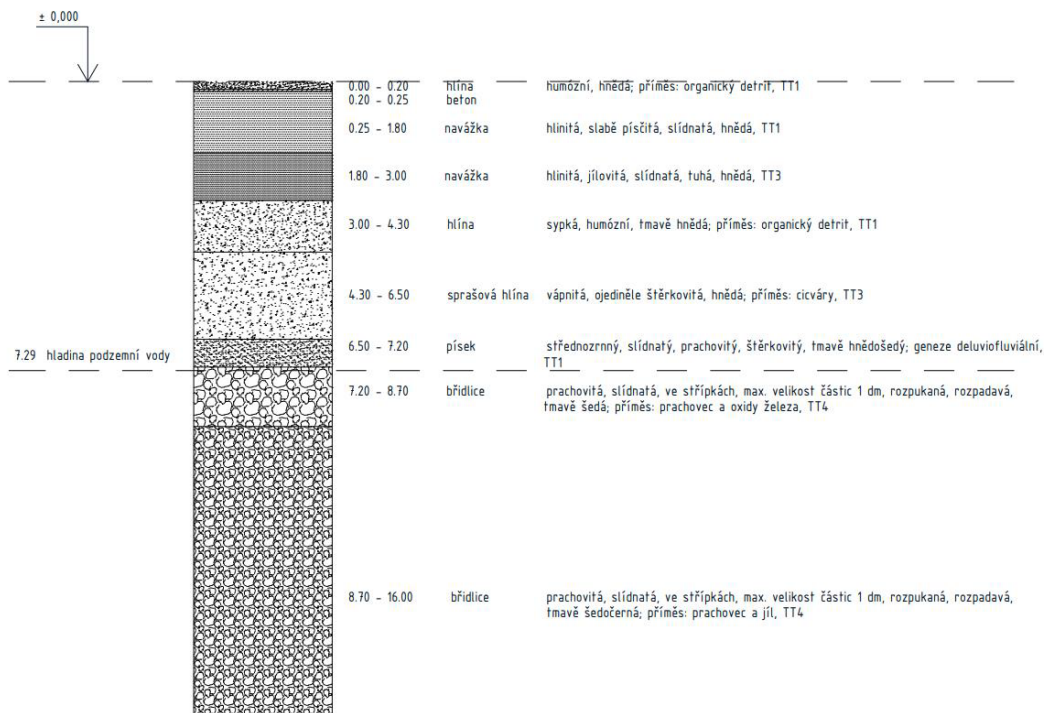 ± 0,000
0.00 - 0.20 hlína humózní, hnědá; příměs: organický detrit, TT1
0.20 - 0.25 beton
0.25 - 1.80 navážka hlinitá, slabě písčitá, slídnatá, hnědá, TT1
1.80 - 3.00 navážka hlinitá, jílovitá, slídnatá, tuhá, hnědá, TT3
3.00 - 4.30 hlína sypká, humózní, tmavě hnědá; příměs: organický detrit, TT1
4.30 - 6.50 sprašová hlína vápnitá, ojediněle štěrkovitá, hnědá; příměs: cicváry, TT3
6.50 - 7.20 písek střednozrnný, slídnatý, prachovitý, štěrkovitý, tmavě hnědošedý; geneze deluviofluviální,
TT1
7.29 hladina podzemní vody
7.20 - 8.70 břidlice prachovitá, slídnatá, ve střípkách, max. velikost částic 1 dm, rozpukaná, rozpadavá,
tmavě šedá; příměs: prachovec a oxidy železa, TT4
8.70 - 16.00 břidlice prachovitá, slídnatá, ve střípkách, max. velikost částic 1 dm, rozpukaná, rozpadavá,
tmavě šedočerná; příměs: prachovec a jíl, TT4